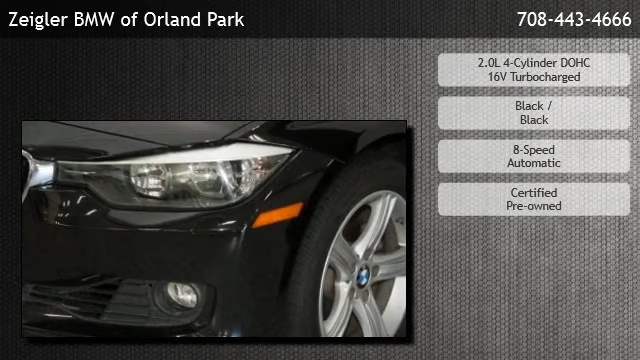 Zeigler BMW of Orland Park
708-443-4666
2.0L 4-Cylinder DOHC
16V Turbocharged
Black /
Black
8-Speed
Automatic
Certified
Pre-owned